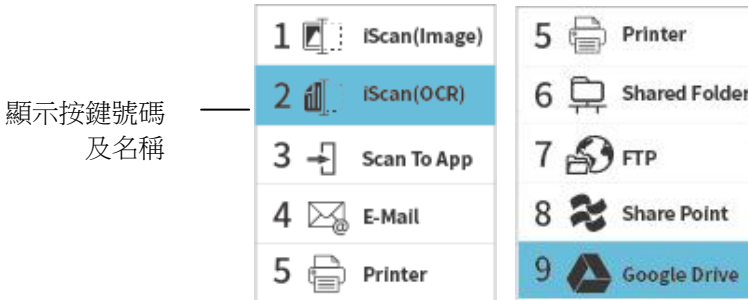 顯示按鍵號碼
及名稱
1 iScan(Image)
2 iScan(OCR)
3 Scan To App
4 E-Mail
5 Printer
5 Printer
6 Shared Folder
7 FTP
8 Share Point
9 Google Drive